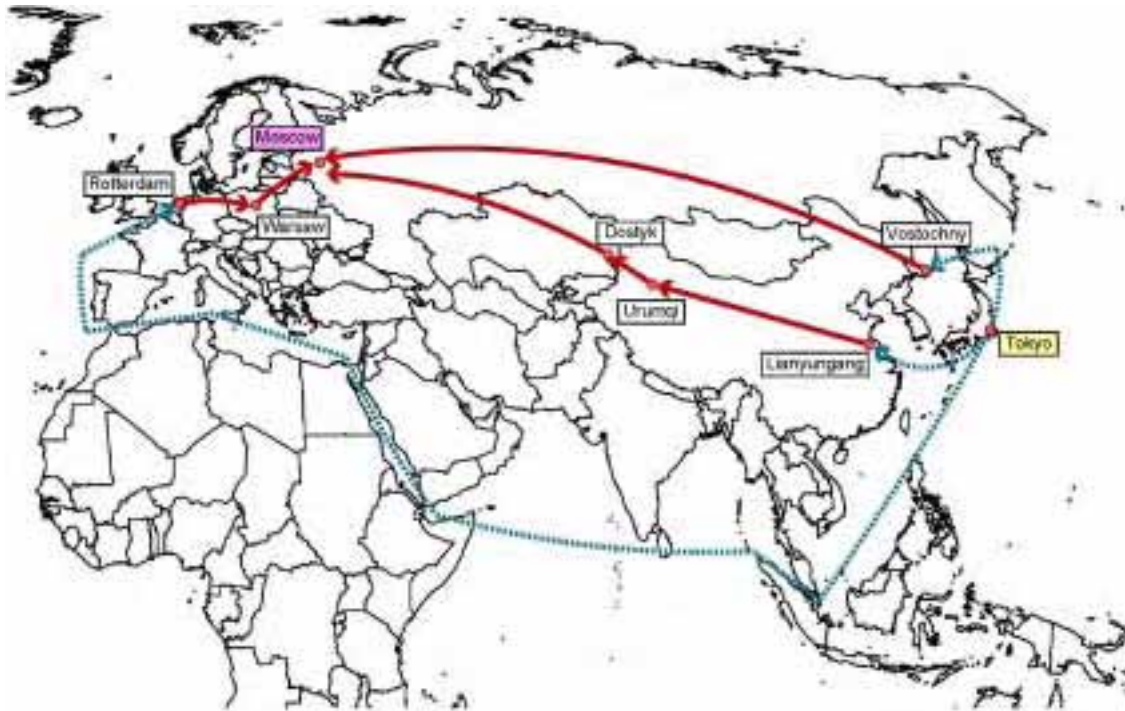 Moscow
Rotterdam
Warsaw
Dostyk
Vostochny
Urumqi
Tokyo
Lianyungang